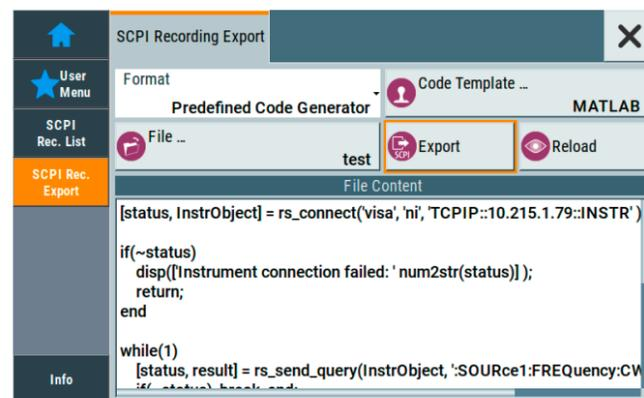 SCPI Recording Export
User
Menu
SCPI
Rec. List
SCPI Rec.
Export
Info
Format
Predefined Code Generator
Code Template ...
MATLAB
File ...
test
SCPI
Export
Reload
File Content
[status, InstrObject] = rs_connect('visa', 'ni', 'TCPIP::10.215.1.79::INSTR' )
if(~status)
disp(['Instrument connection failed: ' num2str(status)] );
return;
end
while(1)
[status, result] = rs_send_query(InstrObject, ':SOURce1:FREQuency:CW